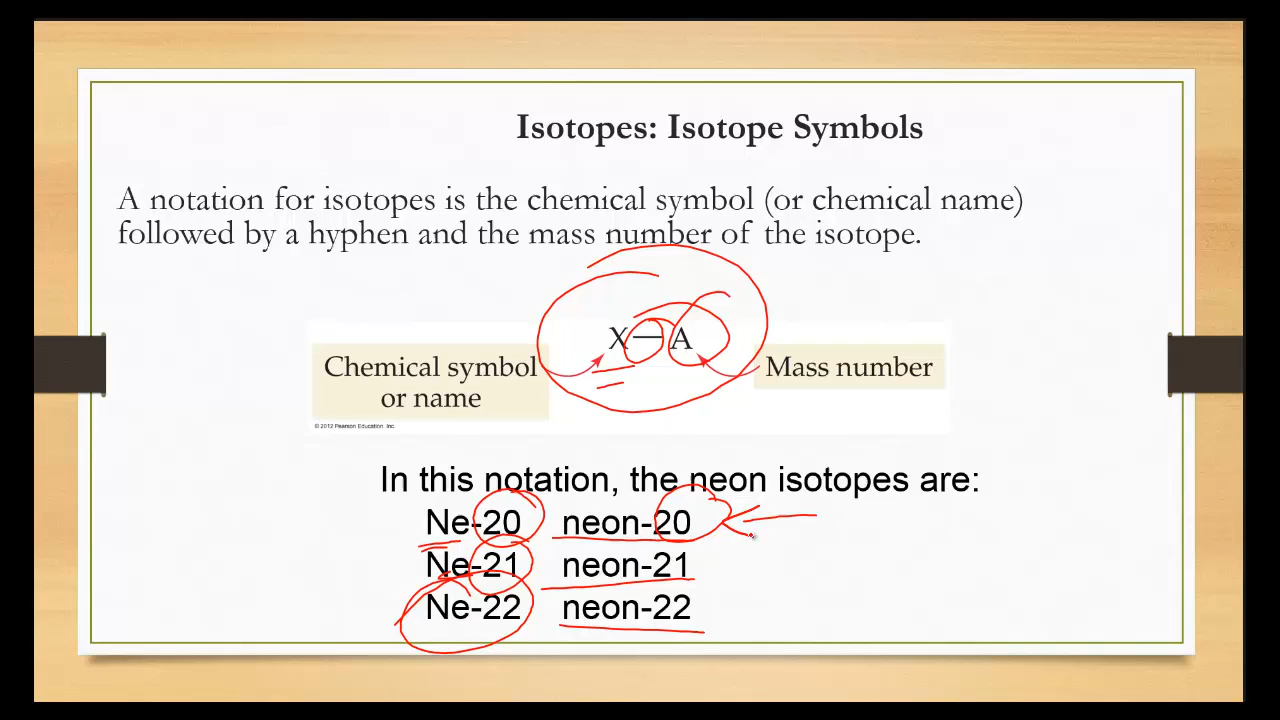 Isotopes: Isotope Symbols
A notation for isotopes is the chemical symbol (or chemical name)
followed by a hyphen and the mass number of the isotope.
X—A
Chemical symbol
or name
Mass number
© 2012 Pearson Education, Inc.
In this notation, the neon isotopes are:
Ne-20 neon-20
Ne-21 neon-21
Ne-22 neon-22